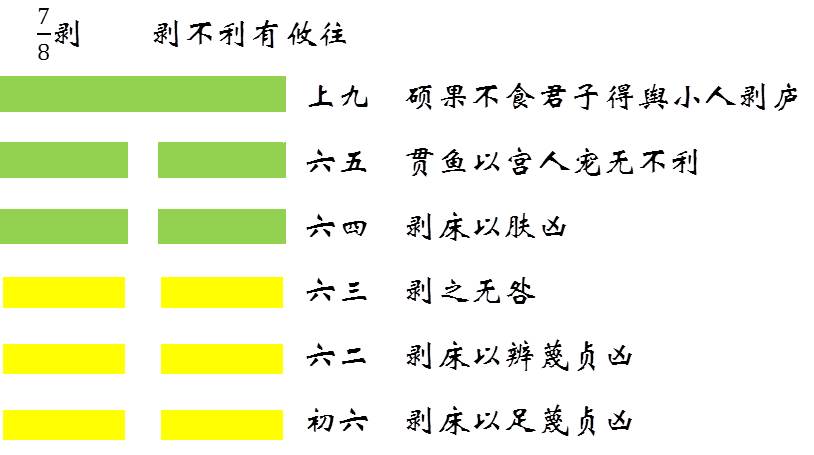 7/8剥 剥不利有攸往
上九 硕果不食君子得與小人剥庐
六五 贯鱼以宫人宠无不利
六四 剥床以肤凶
六三 剥之无咎
六二 剥床以辨蔑贞凶
初六 剥床以足蔑贞凶